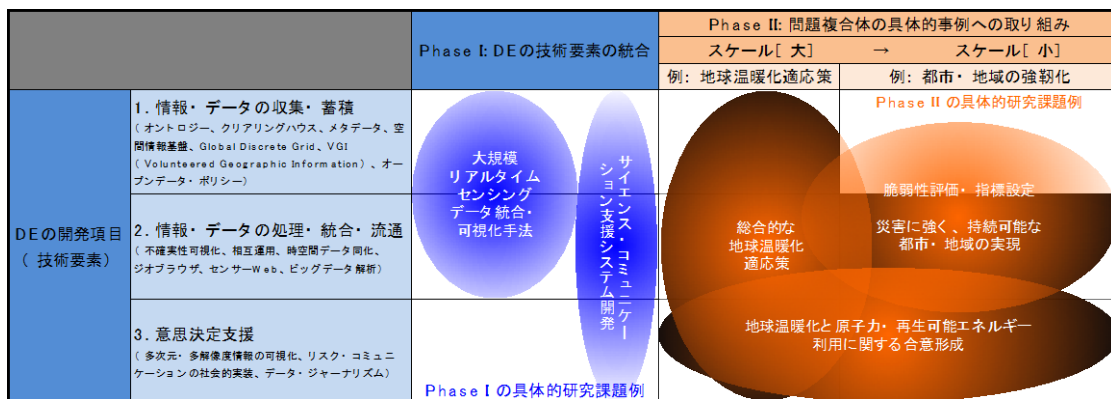 Phase I: DEの技術要素の統合
Phase II: 問題複合体の具体的事例への取り組み
スケール[ 大] → スケール[ 小]
例: 地球温暖化適応策
例: 都市・地域の強靭化
DEの開発項目
( 技術要素)
1. 情報・データの収集・蓄積
( オントロジー、クリアリングハウス、メタデータ、空
間情報基盤、Global Discrete Grid、VGI
( Volunteered Geographic Information) 、オー
プンデータ・ポリシー)
2. 情報・データの処理・統合・流通
( 不確実性可視化、相互運用、時空間データ同化、
ジオブラウザ、センサーWeb、ビッグデータ解析)
3. 意思決定支援
( 多次元・多解像度情報の可視化、リスク・コミュニ
ケーションの社会的実装、データ・ジャーナリズム)
大規模
リアルタイム
センシング
データ統合・
可視化手法
サイエンス・コミュニケー
ション支援システム開発
Phase I の具体的研究課題例
総合的な
地球温暖化
適応策
Phase II の具体的研究課題例
脆弱性評価・指標設定
災害に強く、持続可能な
都市・地域の実現
地球温暖化と原子力・再生可能エネルギー
利用に関する合意形成